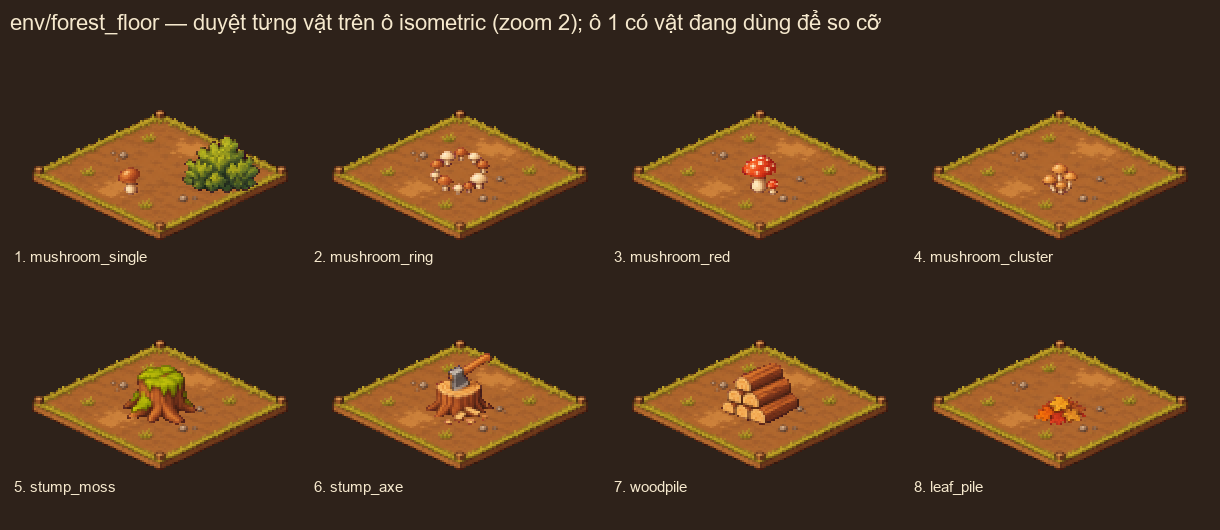 env/forest_floor — duyệt từng vật trên ô isometric (zoom 2); ô 1 có vật đang dùng để so cỡ
1. mushroom_single
2. mushroom_ring
3. mushroom_red
4. mushroom_cluster
5. stump_moss
6. stump_axe
7. woodpile
8. leaf_pile